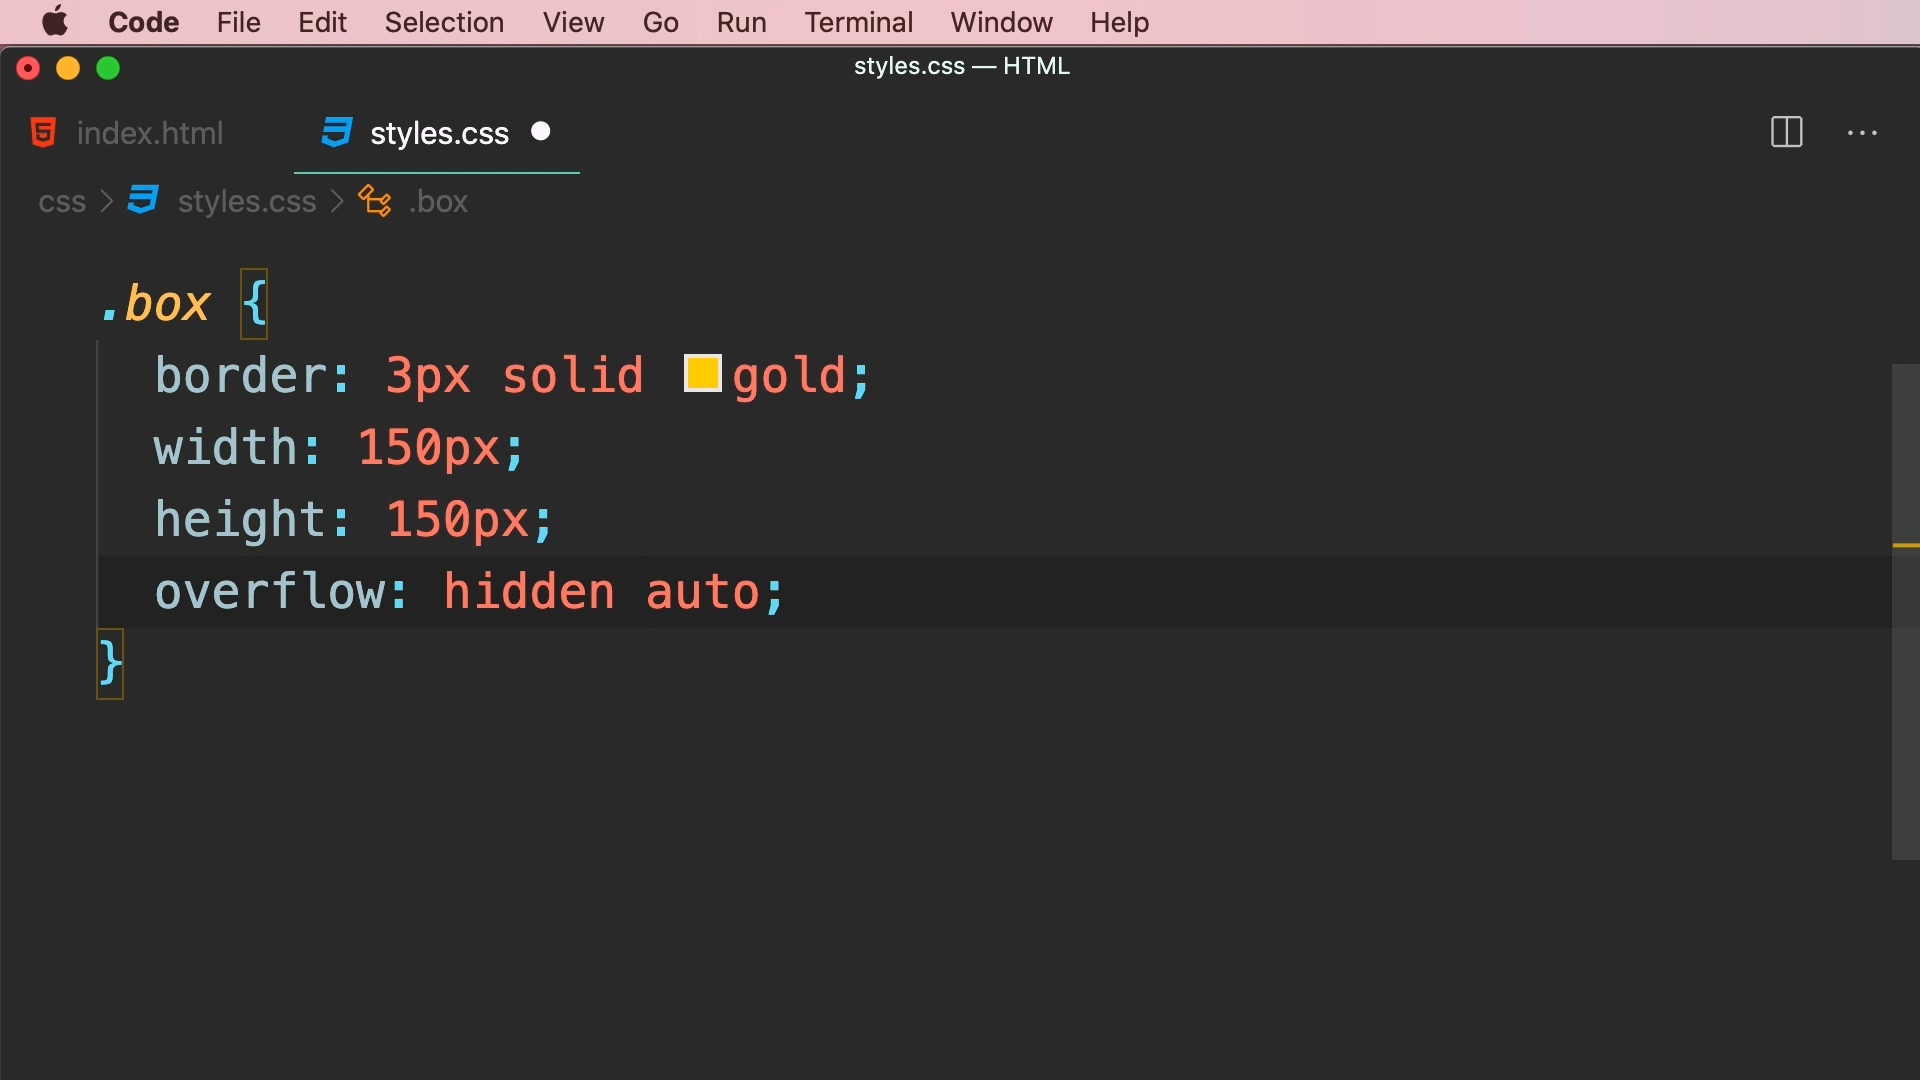 Code File Edit Selection View Go Run Terminal Window Help
styles.css — HTML
index.html styles.css
css > styles.css > .box
.box {
border: 3px solid gold;
width: 150px;
height: 150px;
overflow: hidden auto;
}